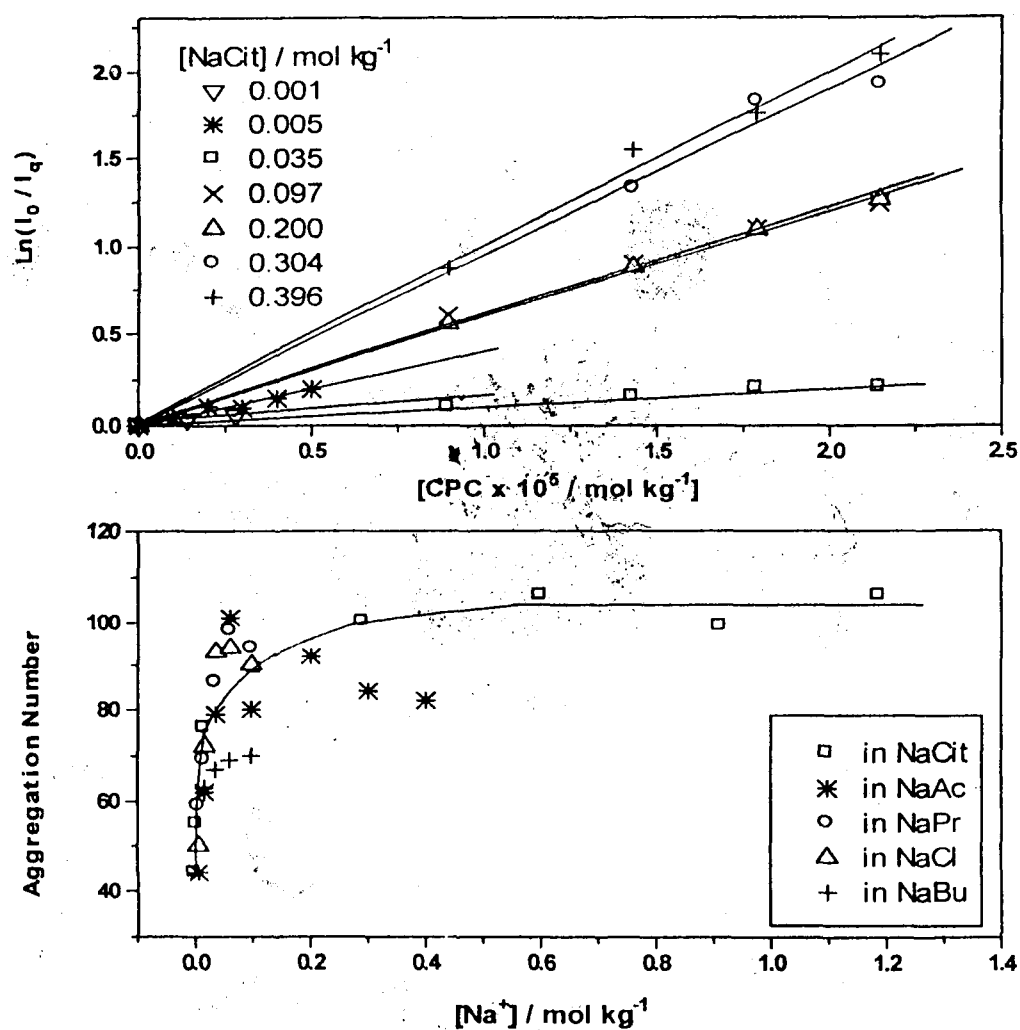 [NaCit] / mol kg⁻¹
0.001
0.005
0.035
0.097
0.200
0.304
0.396
Ln(I₀ / I_q)
2.0
1.5
1.0
0.5
0.0
0.0 0.5 1.0 1.5 2.0 2.5
[CPC x 10⁵ / mol kg⁻¹]
Aggregation Number
120
100
80
60
40
in NaCit
in NaAc
in NaPr
in NaCl
in NaBu
0.0 0.2 0.4 0.6 0.8 1.0 1.2 1.4
[Na⁺] / mol kg⁻¹